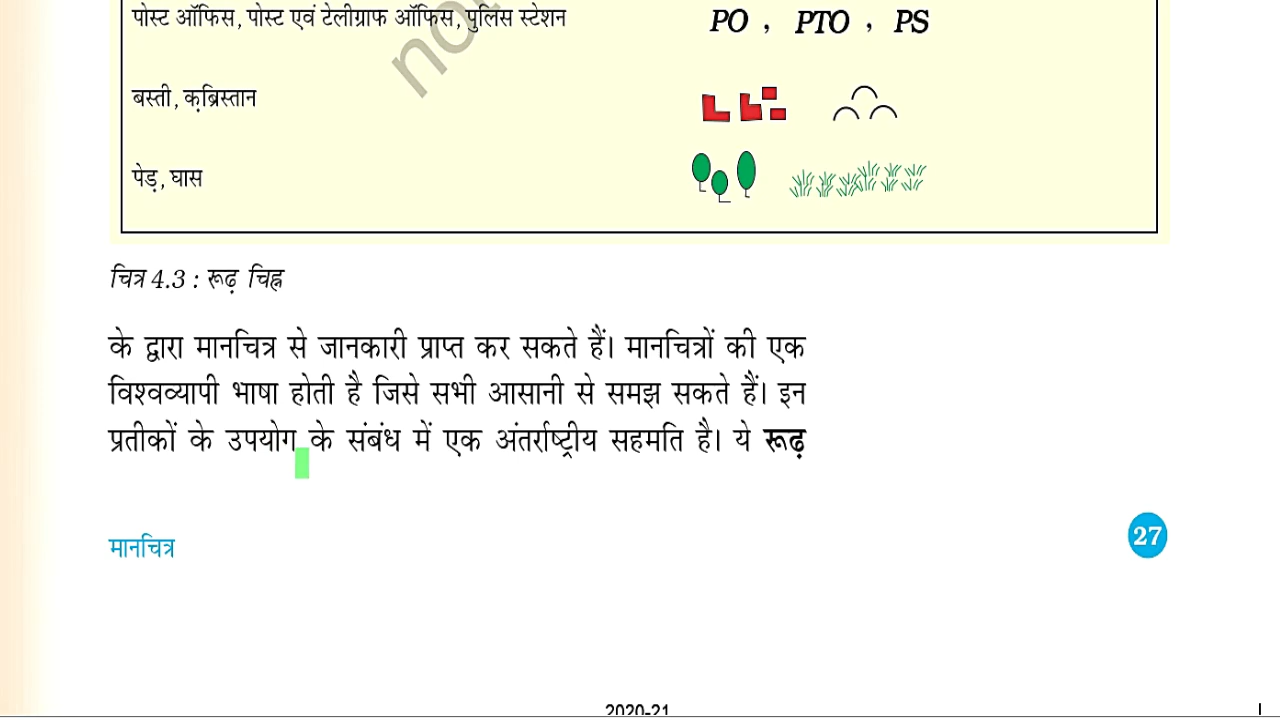 पोस्ट ऑफिस, पोस्ट एवं टेलीग्राफ ऑफिस, पुलिस स्टेशन PO , PTO , PS
बस्ती, क़ब्रिस्तान
पेड़, घास
चित्र 4.3 : रूढ़ चिह्न
के द्वारा मानचित्र से जानकारी प्राप्त कर सकते हैं। मानचित्रों की एक
विश्वव्यापी भाषा होती है जिसे सभी आसानी से समझ सकते हैं। इन
प्रतीकों के उपयोग के संबंध में एक अंतर्राष्ट्रीय सहमति है। ये रूढ़
मानचित्र 27
2020-21